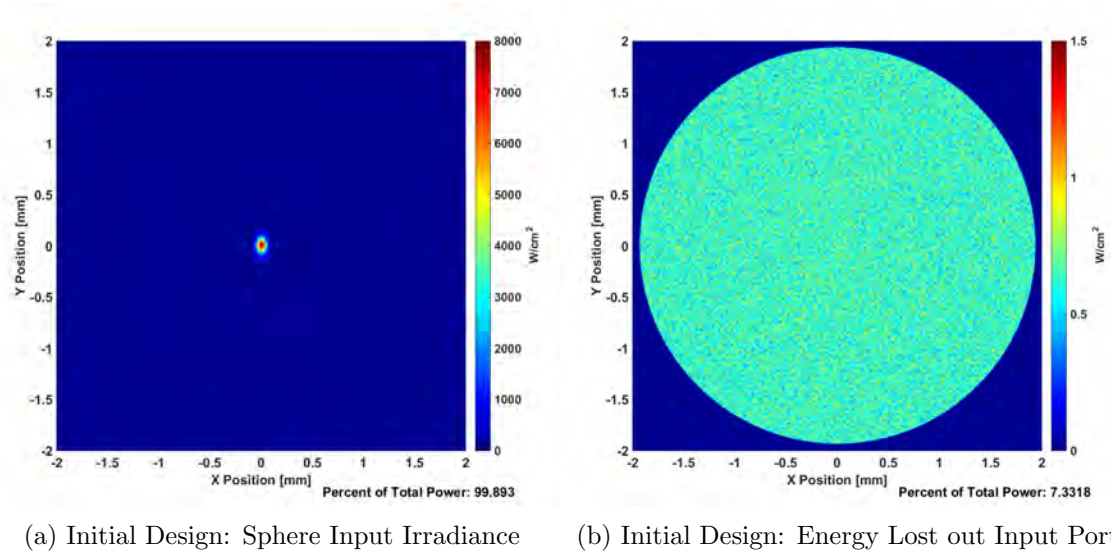 2
1.5
1
0.5
0
-0.5
-1
-1.5
-2
Y Position [mm]
-2 -1.5 -1 -0.5 0 0.5 1 1.5 2
X Position [mm]
Percent of Total Power: 99.893
8000
7000
6000
5000
4000
3000
2000
1000
0
W/cm²
2
1.5
1
0.5
0
-0.5
-1
-1.5
-2
Y Position [mm]
-2 -1.5 -1 -0.5 0 0.5 1 1.5 2
X Position [mm]
Percent of Total Power: 7.3318
1.5
1
0.5
0
W/cm²
(a) Initial Design: Sphere Input Irradiance
(b) Initial Design: Energy Lost out Input Por